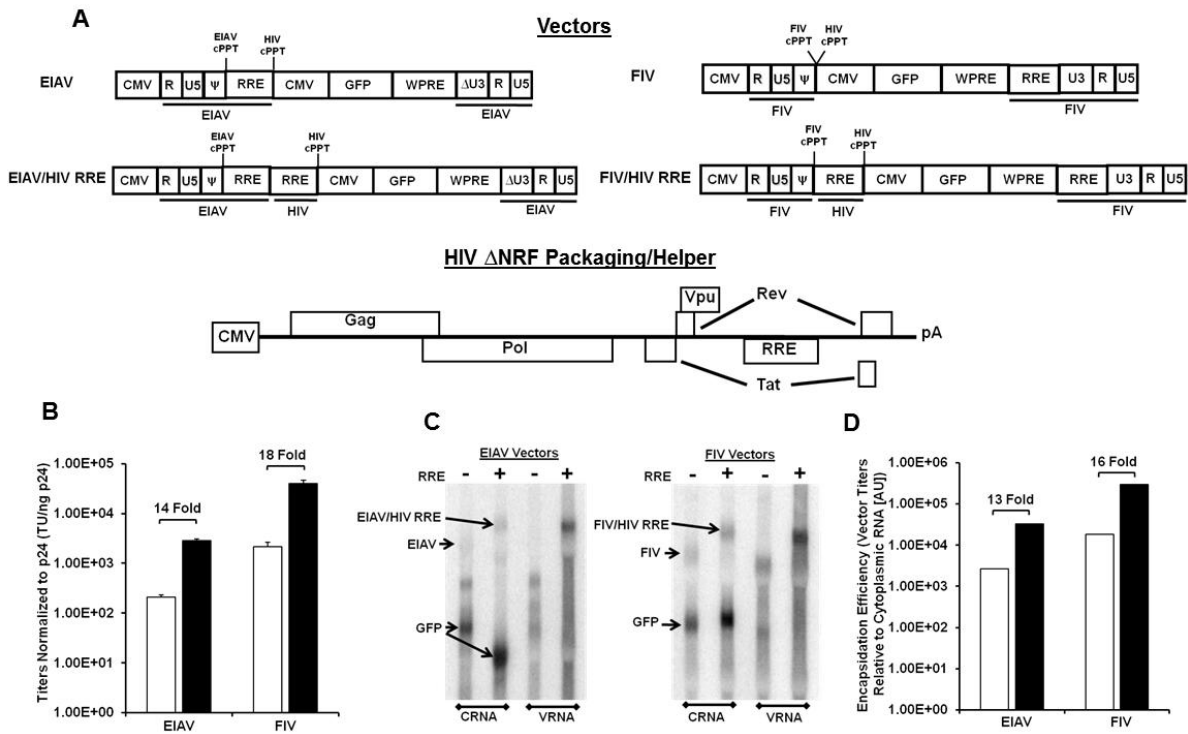 A
Vectors
EIAV cPPT HIV cPPT
EIAV CMV R U5 Ψ RRE CMV GFP WPRE ΔU3 R U5
EIAV EIAV
FIV cPPT HIV cPPT
FIV CMV R U5 Ψ CMV GFP WPRE RRE U3 R U5
FIV FIV
EIAV cPPT HIV cPPT
EIAV/HIV RRE CMV R U5 Ψ RRE RRE CMV GFP WPRE ΔU3 R U5
EIAV HIV EIAV
FIV cPPT HIV cPPT
FIV/HIV RRE CMV R U5 Ψ RRE CMV GFP WPRE RRE U3 R U5
FIV HIV FIV
HIV ΔNRF Packaging/Helper
CMV Gag Pol Vpu Rev RRE Tat pA
B
Titers Normalized to p24 (TU/ng p24)
1.00E+05
1.00E+04
1.00E+03
1.00E+02
1.00E+01
1.00E+00
14 Fold
18 Fold
EIAV FIV
C
EIAV Vectors
RRE - + - +
EIAV/HIV RRE
EIAV
GFP
CRNA VRNA
FIV Vectors
RRE - + - +
FIV/HIV RRE
FIV
GFP
CRNA VRNA
D
Encapsidation Efficiency (Vector Titers
Relative to Cytoplasmic RNA [AU])
1.00E+06
1.00E+05
1.00E+04
1.00E+03
1.00E+02
1.00E+01
1.00E+00
13 Fold
16 Fold
EIAV FIV